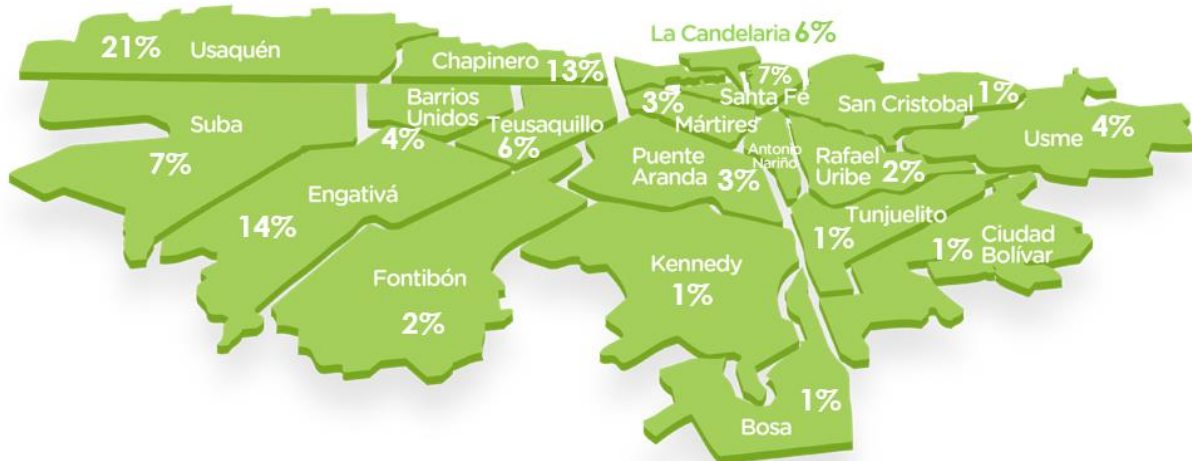 La Candelaria 6%
21% Usaquén
Chapinero 13%
7%
Santa Fé
3%
Mártires
San Cristobal 1%
Usme 4%
Suba
7%
Barrios
Unidos
4%
Teusaquillo
6%
Puente
Aranda 3%
Antonio
Nariño
Rafael
Uribe 2%
Engativá
14%
Tunjuelito
1%
1% Ciudad
Bolívar
Fontibón
2%
Kennedy
1%
1%
Bosa